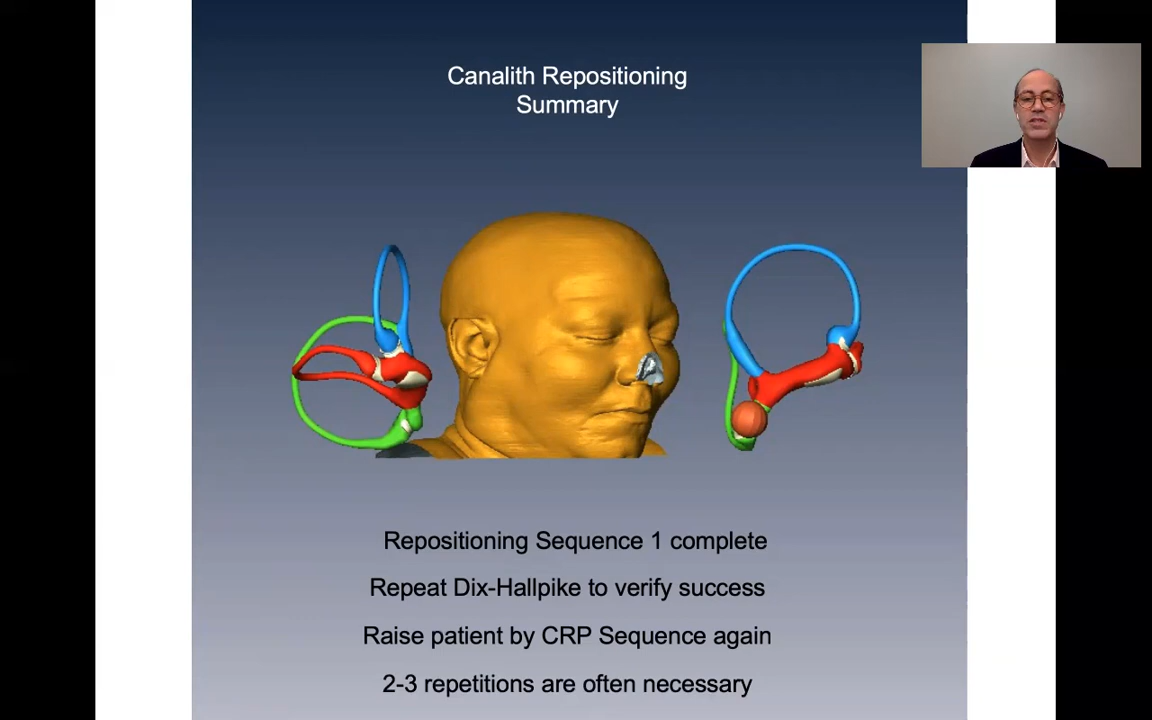 Canalith Repositioning
Summary
Repositioning Sequence 1 complete
Repeat Dix-Hallpike to verify success
Raise patient by CRP Sequence again
2-3 repetitions are often necessary